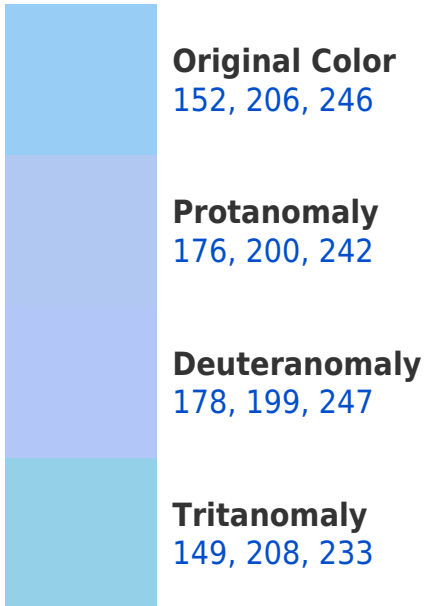 Original Color
152, 206, 246
Protanomaly
176, 200, 242
Deuteranomaly
178, 199, 247
Tritanomaly
149, 208, 233